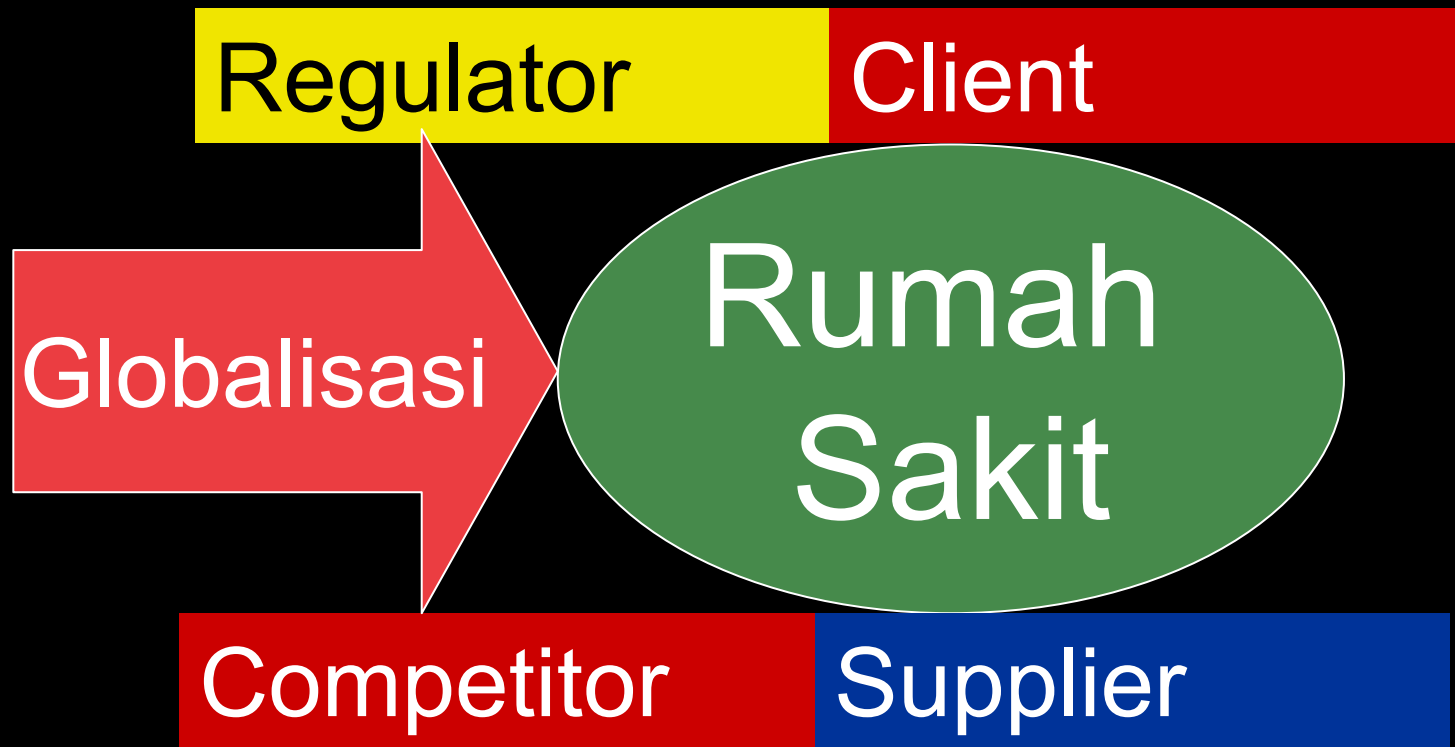 Regulator
Client
Globalisasi
Rumah
Sakit
Competitor
Supplier